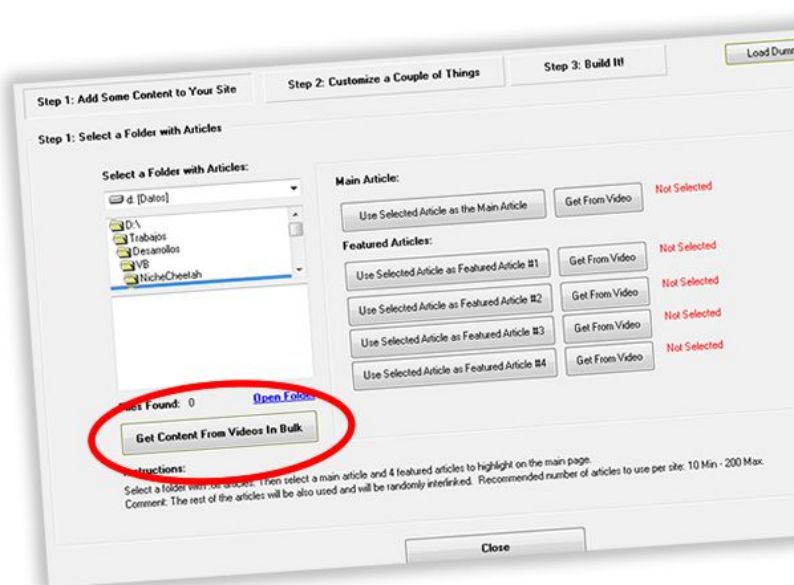 Step 1: Add Some Content to Your Site
Step 2: Customize a Couple of Things
Step 3: Build It!
Load
Step 1: Select a Folder with Articles
Select a Folder with Articles:
d: [Datos]
D:\
Trabajos
Desarrollos
VB
NicheCheetah
Found: 0
Open Folder
Get Content From Videos In Bulk
Main Article:
Use Selected Article as the Main Article
Get From Video
Not Selected
Featured Articles:
Use Selected Article as Featured Article #1
Get From Video
Not Selected
Use Selected Article as Featured Article #2
Get From Video
Not Selected
Use Selected Article as Featured Article #3
Get From Video
Not Selected
Use Selected Article as Featured Article #4
Get From Video
Not Selected
Instructions:
Select a folder with articles. Then select a main article and 4 featured articles to highlight on the main page.
Comment: The rest of the articles will be also used and will be randomly interlinked. Recommended number of articles to use per site: 10 Min - 200 Max.
Close